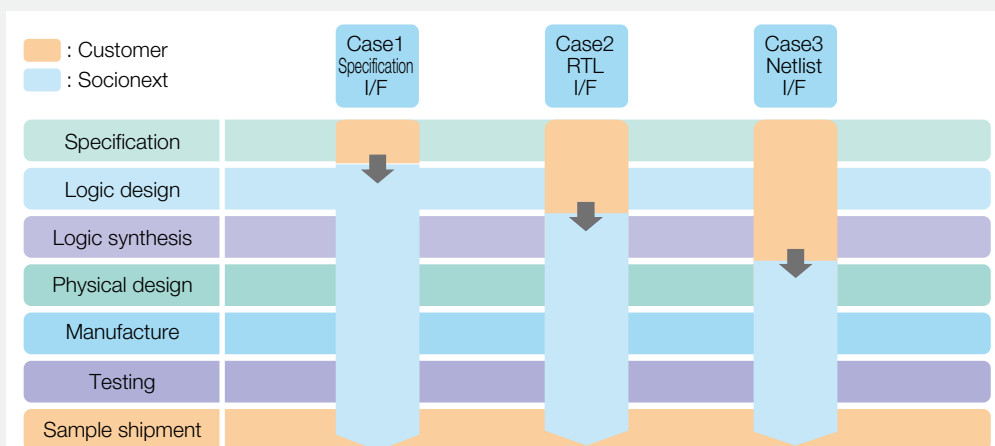 : Customer
: Socionext
Case1
Specification
I/F
Case2
RTL
I/F
Case3
Netlist
I/F
Specification
Logic design
Logic synthesis
Physical design
Manufacture
Testing
Sample shipment